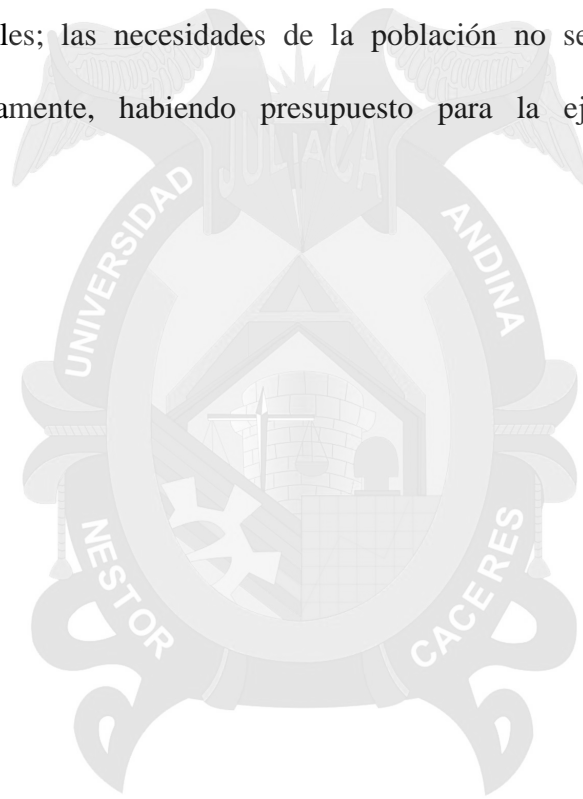 les; las necesidades de la población no se
amente, habiendo presupuesto para la ej
JULIACA
UNIVERSIDAD
ANDINA
NESTOR
CACERES